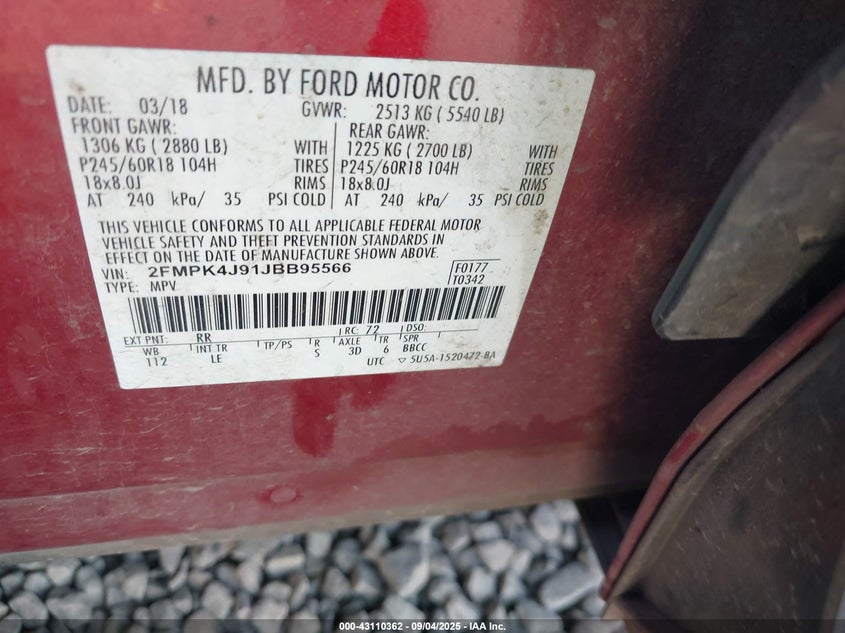 MFD. BY FORD MOTOR CO.
DATE: 03/18 GVWR: 2513 KG ( 5540 LB)
FRONT GAWR: REAR GAWR:
1306 KG ( 2880 LB) WITH 1225 KG ( 2700 LB) WITH
P245/60R18 104H TIRES P245/60R18 104H TIRES
18x8.0J RIMS 18x8.0J RIMS
AT 240 kPa/ 35 PSI COLD AT 240 kPa/ 35 PSI COLD
THIS VEHICLE CONFORMS TO ALL APPLICABLE FEDERAL MOTOR
VEHICLE SAFETY AND THEFT PREVENTION STANDARDS IN
EFFECT ON THE DATE OF MANUFACTURE SHOWN ABOVE.
VIN: 2FMPK4J91JBB95566 F0177
TYPE: MPV T0342
EXT PNT: RR RC: 72 DSO:
WB INT TR TP/PS R AXLE TR SPR
112 LE S 3D 6 BBCC
UTC ▽ 5U5A-1520472-BA
000-43110362 - 09/04/2025 - IAA Inc.